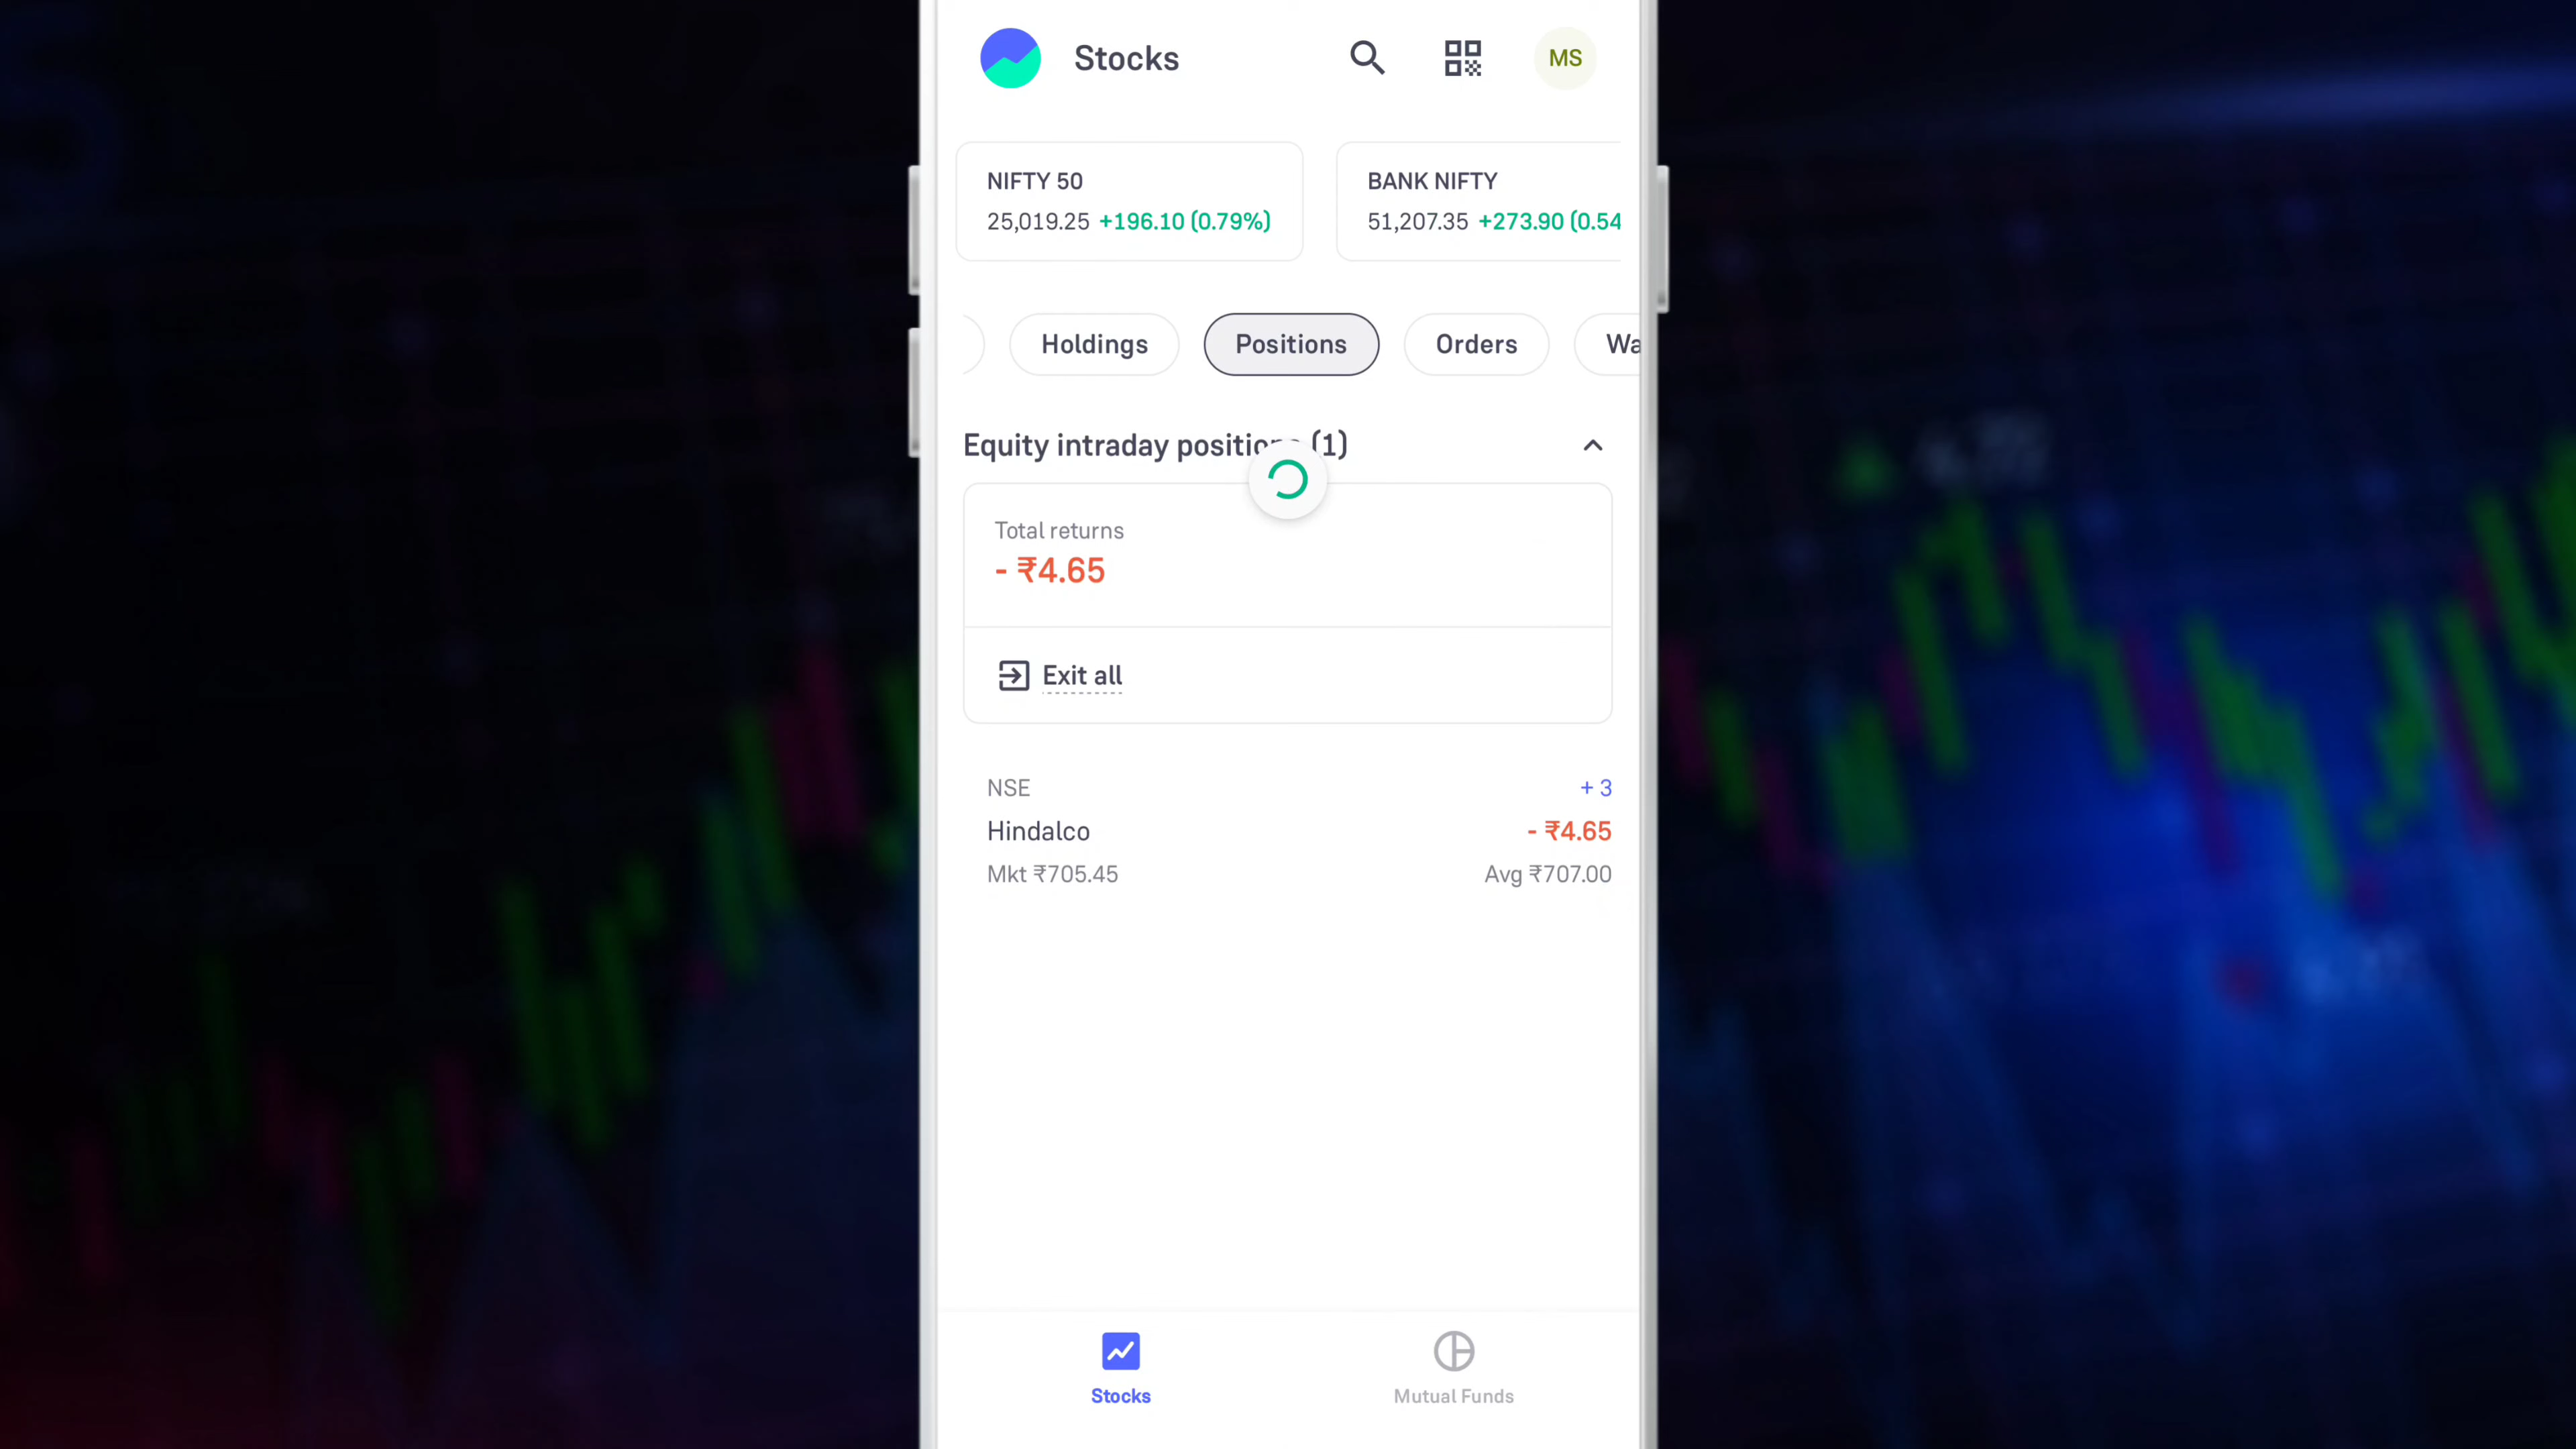 Stocks
MS
NIFTY 50
25,019.25 +196.10 (0.79%)
BANK NIFTY
51,207.35 +273.90 (0.54
Holdings
Positions
Orders
Wa
Equity intraday positions (1)
Total returns
- ₹4.65
Exit all
NSE
+ 3
Hindalco
- ₹4.65
Mkt ₹705.45
Avg ₹707.00
Stocks
Mutual Funds